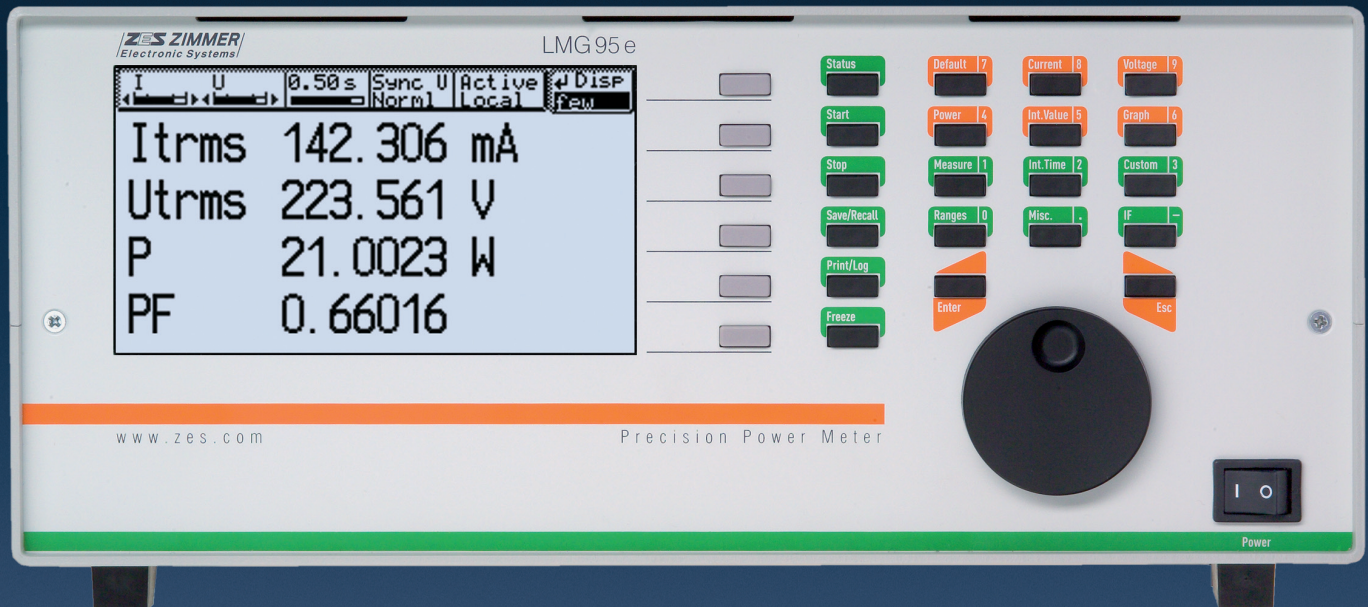 ZES ZIMMER
Electronic Systems
LMG 95 e
I U 0.50 s Sync U Active ↲ Disp
Norml Local few
Itrms 142.306 mA
Utrms 223.561 V
P 21.0023 W
PF 0.66016
Status
Default 7
Current 8
Voltage 9
Start
Power 4
Int.Value 5
Graph 6
Stop
Measure 1
Int.Time 2
Custom 3
Save/Recall
Ranges 0
Misc. .
IF –
Print/Log
Enter
Esc
Freeze
www.zes.com
Precision Power Meter
I O
Power